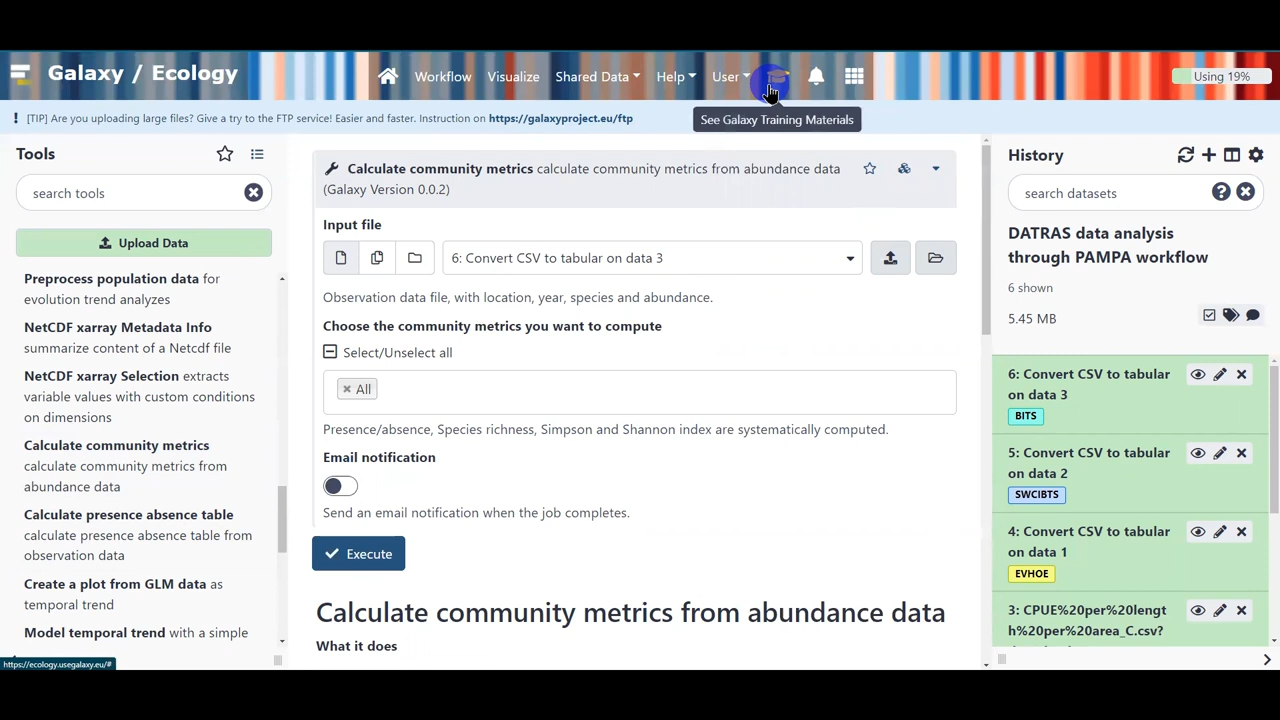 Galaxy / Ecology
Workflow
Visualize
Shared Data
Help
User
Using 19%
! [TIP] Are you uploading large files? Give a try to the FTP service! Easier and faster. Instruction on https://galaxyproject.eu/ftp
See Galaxy Training Materials
Tools
search tools
Upload Data
Preprocess population data for
evolution trend analyzes
NetCDF xarray Metadata Info
summarize content of a Netcdf file
NetCDF xarray Selection extracts
variable values with custom conditions
on dimensions
Calculate community metrics
calculate community metrics from
abundance data
Calculate presence absence table
calculate presence absence table from
observation data
Create a plot from GLM data as
temporal trend
Model temporal trend with a simple
https://ecology.usegalaxy.eu/#
Calculate community metrics calculate community metrics from abundance data
(Galaxy Version 0.0.2)
Input file
6: Convert CSV to tabular on data 3
Observation data file, with location, year, species and abundance.
Choose the community metrics you want to compute
Select/Unselect all
× All
Presence/absence, Species richness, Simpson and Shannon index are systematically computed.
Email notification
Send an email notification when the job completes.
Execute
Calculate community metrics from abundance data
What it does
History
search datasets
DATRAS data analysis
through PAMPA workflow
6 shown
5.45 MB
6: Convert CSV to tabular
on data 3
BITS
5: Convert CSV to tabular
on data 2
SWCIBTS
4: Convert CSV to tabular
on data 1
EVHOE
3: CPUE%20per%20lengt
h%20per%20area_C.csv?